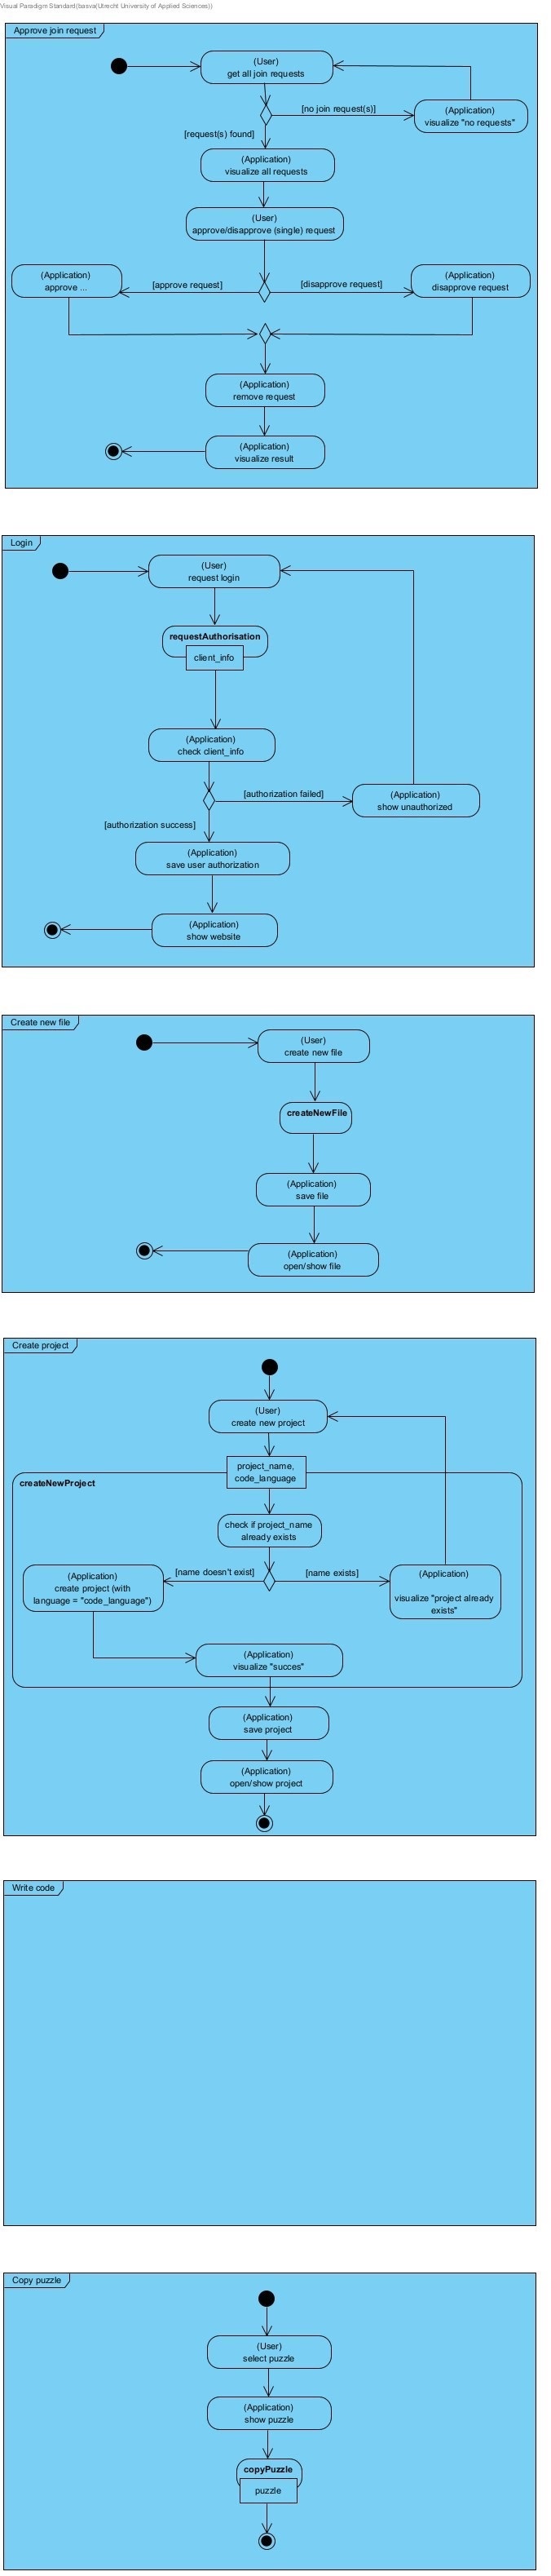 Visual Paradigm Standard(basva(Utrecht University of Applied Sciences))
Approve join request
(User)
get all join requests
[no join request(s)]
(Application)
visualize "no requests"
[request(s) found]
(Application)
visualize all requests
(User)
approve/disapprove (single) request
(Application)
approve ...
[approve request]
[disapprove request]
(Application)
disapprove request
(Application)
remove request
(Application)
visualize result
Login
(User)
request login
requestAuthorisation
client_info
(Application)
check client_info
[authorization failed]
(Application)
show unauthorized
[authorization success]
(Application)
save user authorization
(Application)
show website
Create new file
(User)
create new file
createNewFile
(Application)
save file
(Application)
open/show file
Create project
(User)
create new project
project_name,
code_language
createNewProject
check if project_name
already exists
[name doesn't exist]
[name exists]
(Application)
create project (with
language = "code_language")
(Application)
visualize "project already
exists"
(Application)
visualize "succes"
(Application)
save project
(Application)
open/show project
Write code
Copy puzzle
(User)
select puzzle
(Application)
show puzzle
copyPuzzle
puzzle